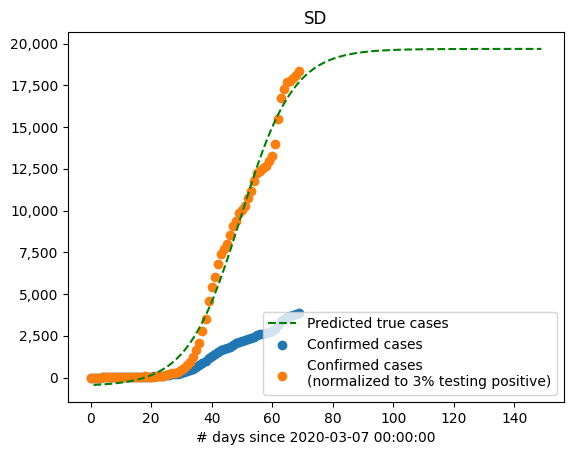 SD
20,000
17,500
15,000
12,500
10,000
7,500
5,000
2,500
0
Predicted true cases
Confirmed cases
Confirmed cases
(normalized to 3% testing positive)
0 20 40 60 80 100 120 140
# days since 2020-03-07 00:00:00